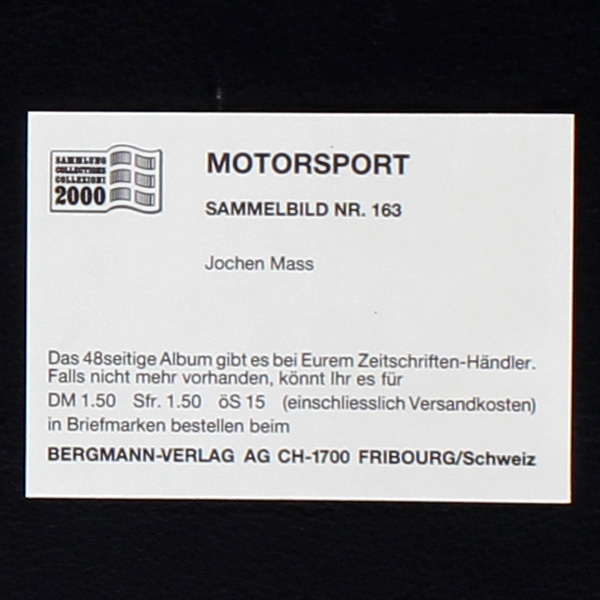 SAMMLUNG
COLLECTIONS
COLLEZIONI
2000
MOTORSPORT
SAMMELBILD NR. 163
Jochen Mass
Das 48seitige Album gibt es bei Eurem Zeitschriften-Händler.
Falls nicht mehr vorhanden, könnt Ihr es für
DM 1.50 Sfr. 1.50 öS 15 (einschliesslich Versandkosten)
in Briefmarken bestellen beim
BERGMANN-VERLAG AG CH-1700 FRIBOURG/Schweiz